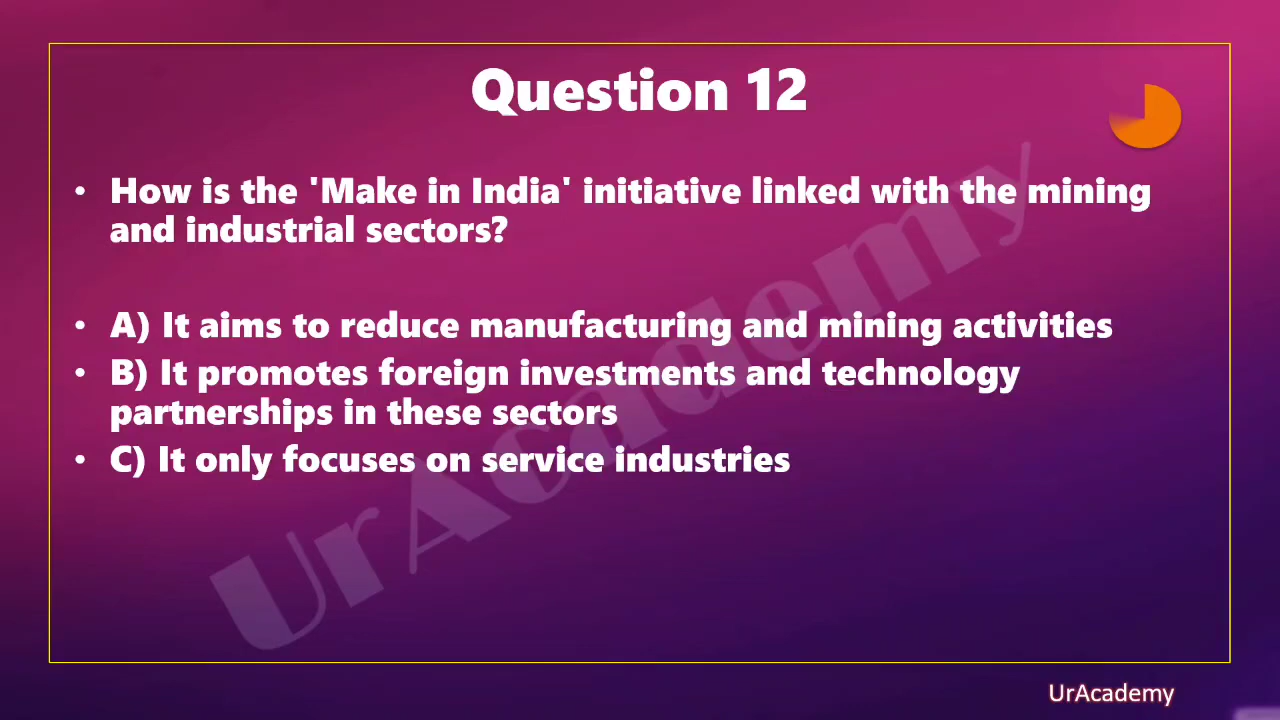 Question 12
• How is the 'Make in India' initiative linked with the mining
and industrial sectors?
• A) It aims to reduce manufacturing and mining activities
• B) It promotes foreign investments and technology
partnerships in these sectors
• C) It only focuses on service industries
UrAcademy
UrAcademy